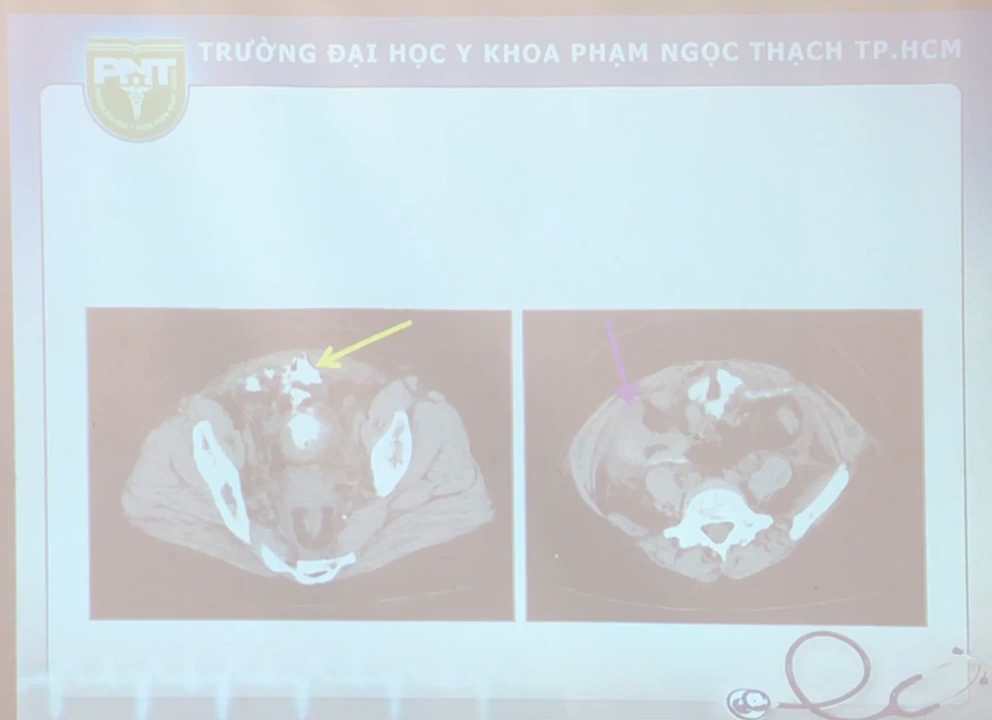 TRƯỜNG ĐẠI HỌC Y KHOA PHẠM NGỌC THẠCH TP.HCM
PNT